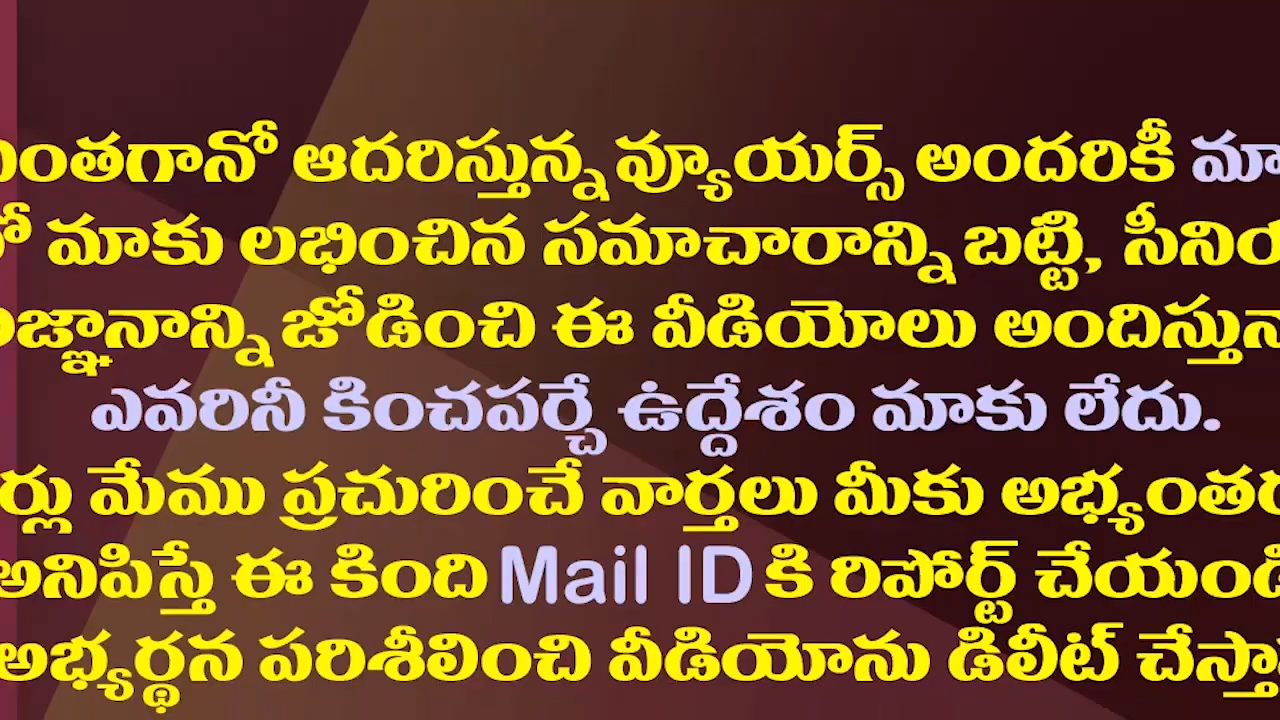 ఆదరిస్తున్న వ్యూయర్స్ అందరికీ మా
మాకు లభించిన సమాచారాన్ని బట్టి, సీనియ
జోడించి ఈ వీడియోలు అందిస్తున
ఎవరినీ కించపర్చే ఉద్దేశం మాకు లేదు.
మేము ప్రచురించే వార్తలు మీకు అభ్యంతర
అనిపిస్తే ఈ కింది Mail ID కి రిపోర్ట్ చేయండి
అభ్యర్థన పరిశీలించి వీడియోను డిలీట్ చేస్తా